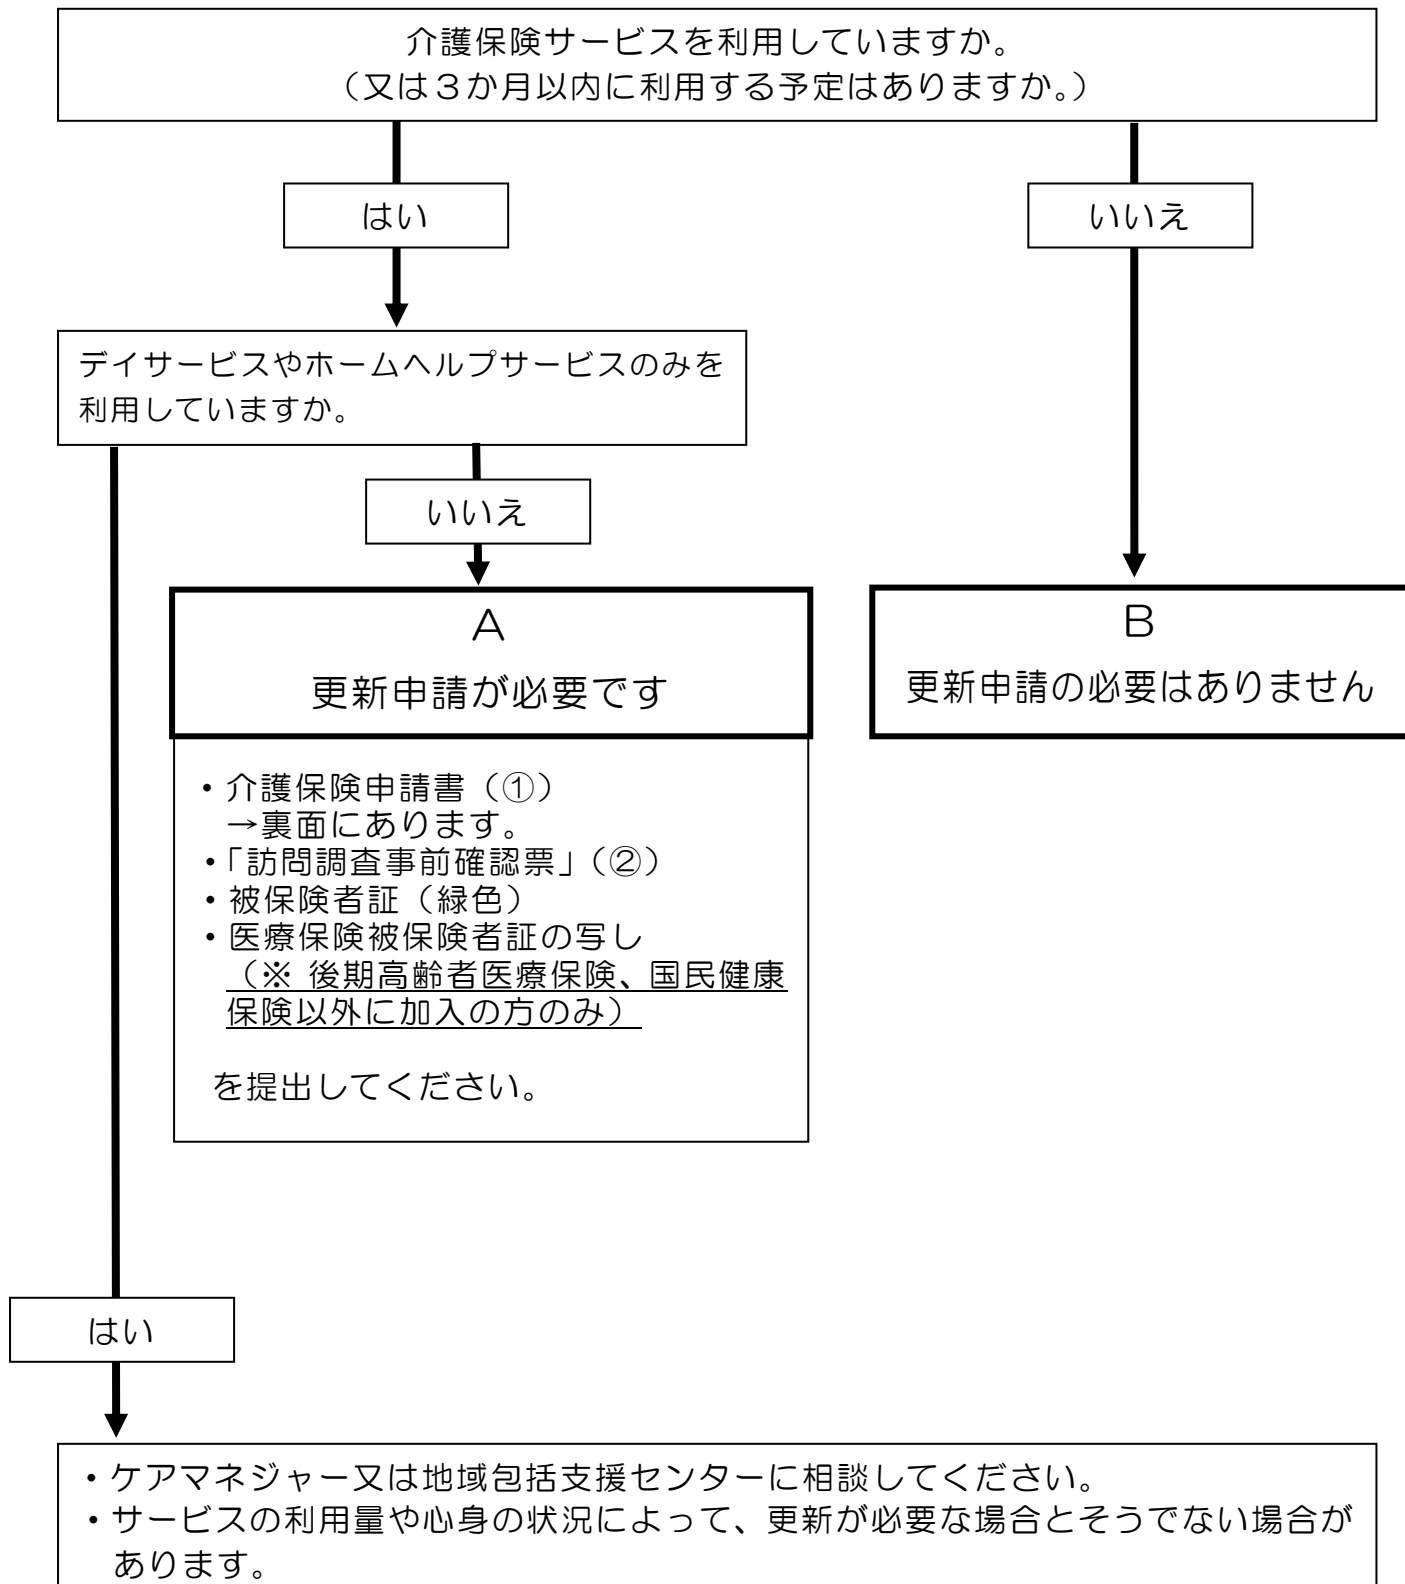 介護保険サービスを利用していますか。
（又は３か月以内に利用する予定はありますか。）
はい
いいえ
デイサービスやホームヘルプサービスのみを
利用していますか。
いいえ
A
更新申請が必要です
B
更新申請の必要はありません
・介護保険申請書（①）
→裏面にあります。
・「訪問調査事前確認票」（②）
・被保険者証（緑色）
・医療保険被保険者証の写し
（※ 後期高齢者医療保険、国民健康
保険以外に加入の方のみ）
を提出してください。
はい
・ケアマネジャー又は地域包括支援センターに相談してください。
・サービスの利用量や心身の状況によって、更新が必要な場合とそうでない場合が
あります。